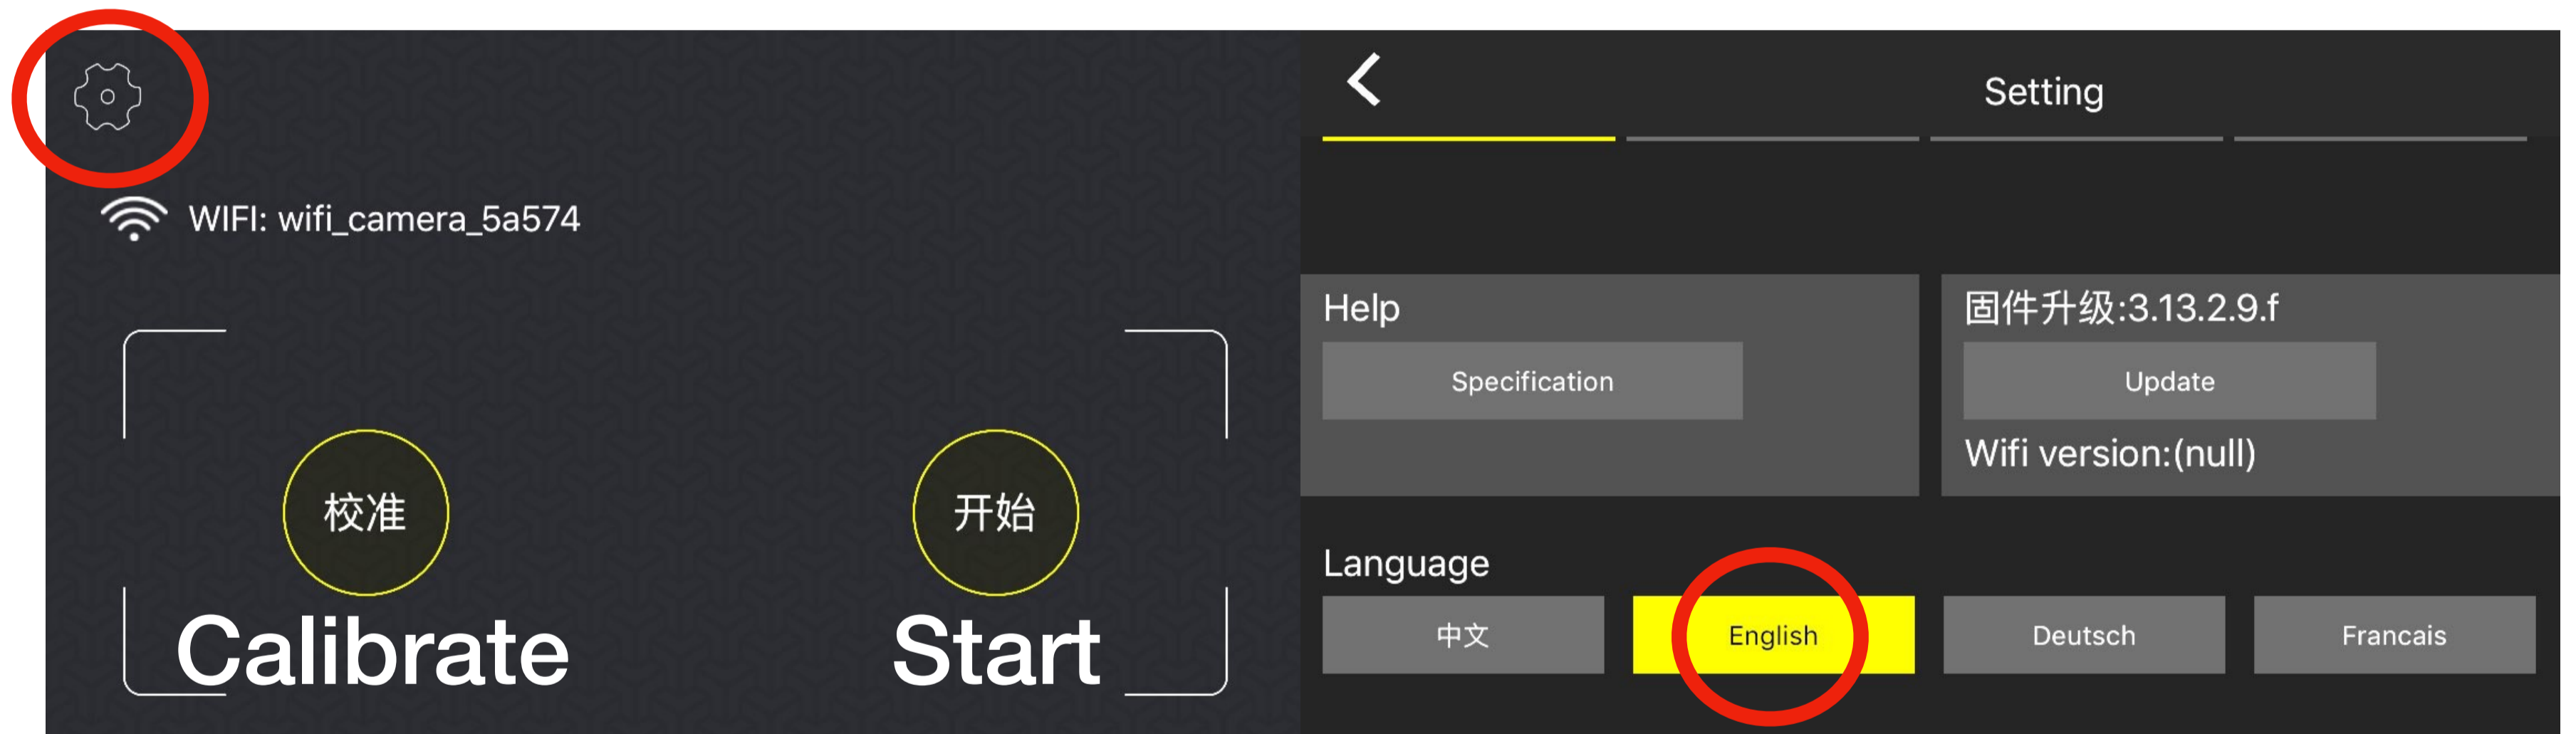 WIFI: wifi_camera_5a574
校准
开始
Calibrate
Start
Setting
Help
Specification
固件升级:3.13.2.9.f
Update
Wifi version:(null)
Language
中文
English
Deutsch
Francais